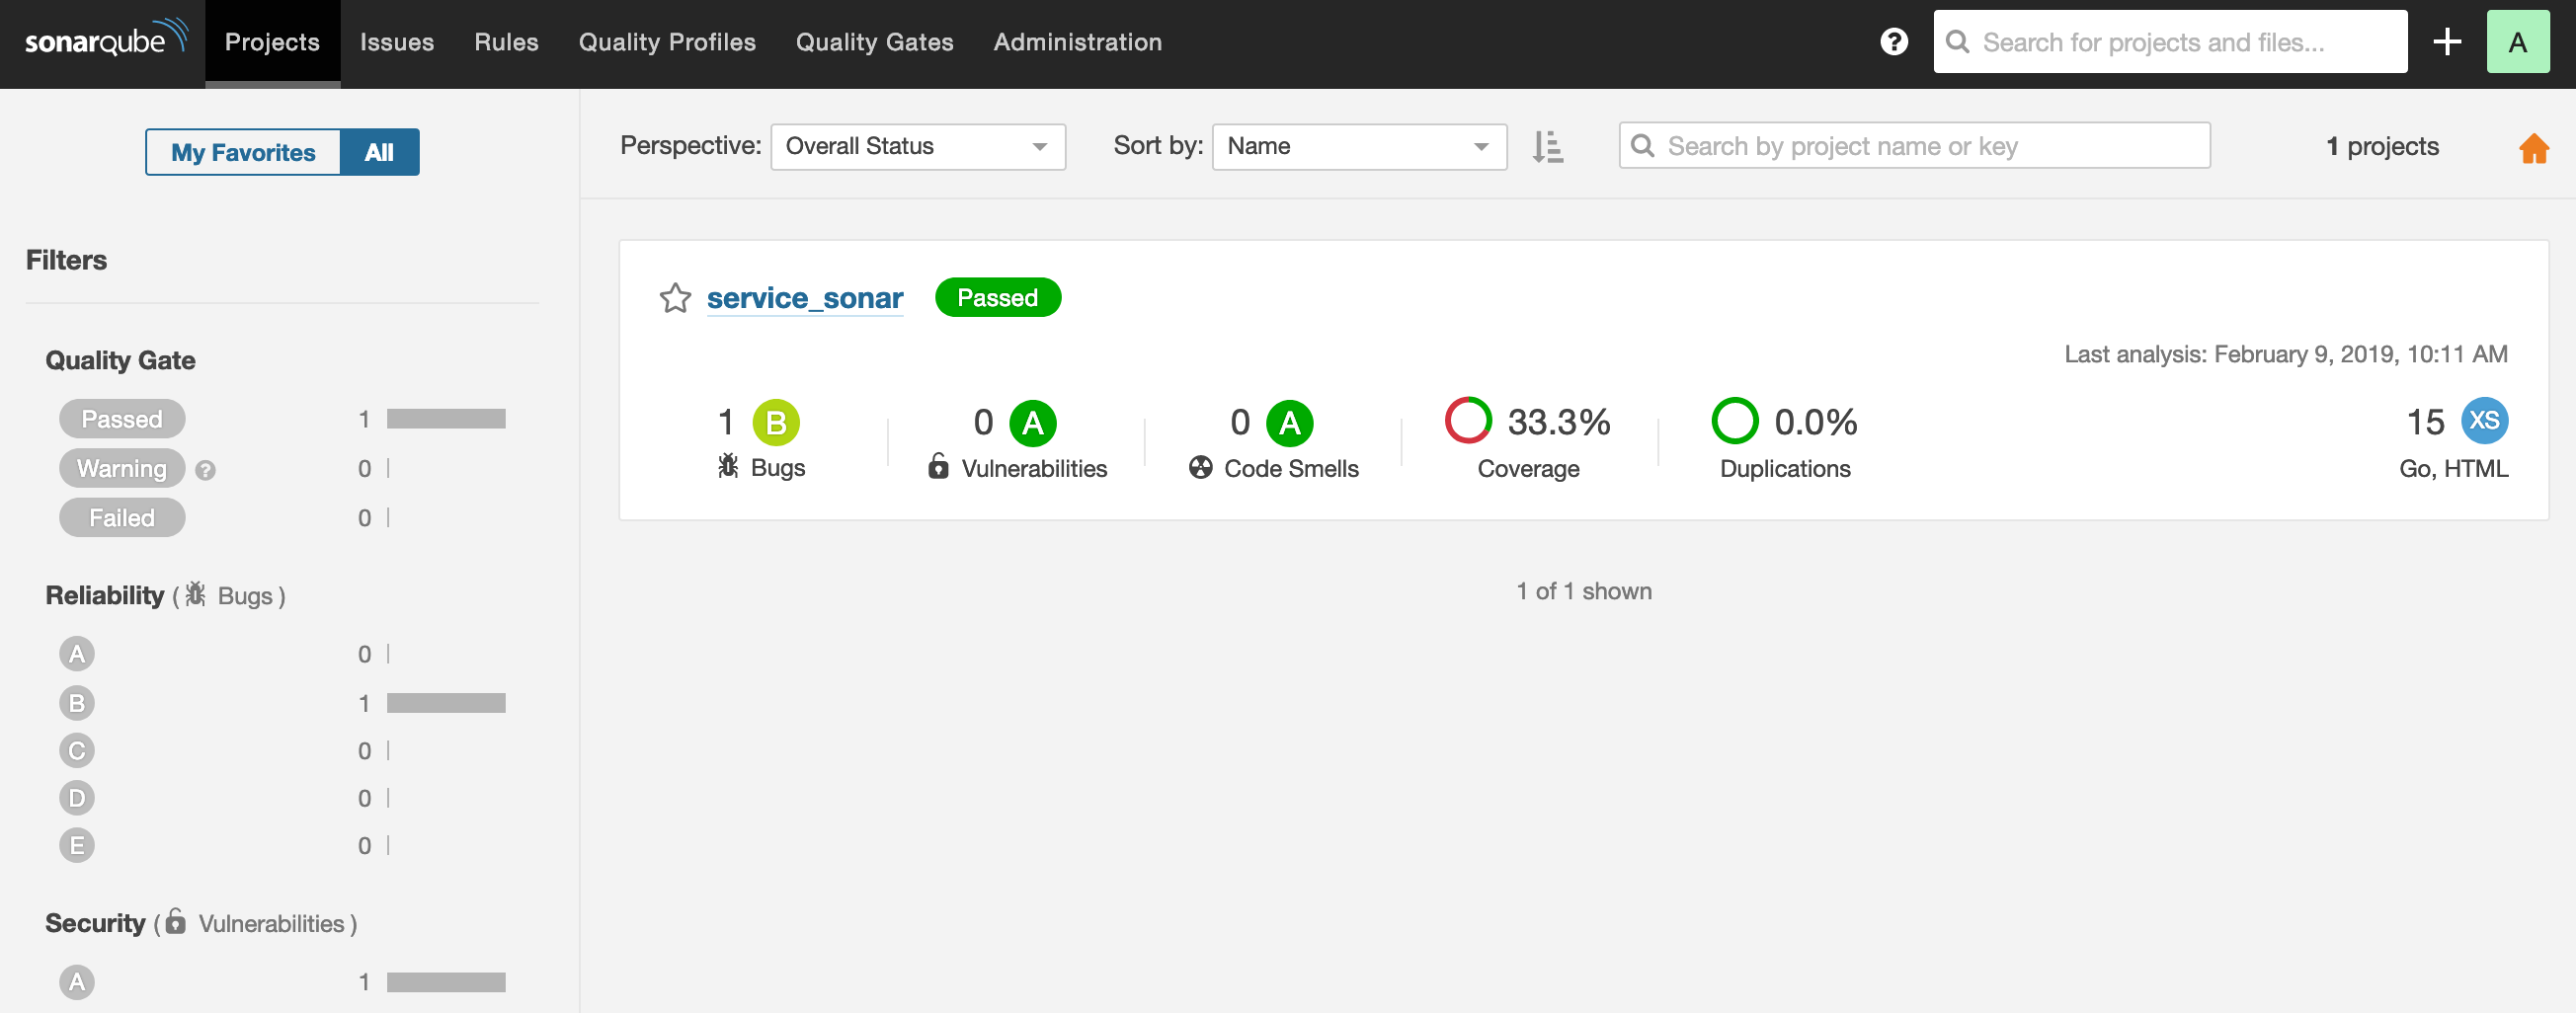 sonarqube Projects Issues Rules Quality Profiles Quality Gates Administration ? Search for projects and files... + A
My Favorites All
Perspective: Overall Status Sort by: Name Search by project name or key 1 projects
Filters
Quality Gate
Passed 1
Warning ? 0
Failed 0
Reliability ( Bugs )
A 0
B 1
C 0
D 0
E 0
Security ( Vulnerabilities )
A 1
service_sonar Passed
Last analysis: February 9, 2019, 10:11 AM
1 B 0 A 0 A 33.3% 0.0% 15 XS
Bugs Vulnerabilities Code Smells Coverage Duplications Go, HTML
1 of 1 shown